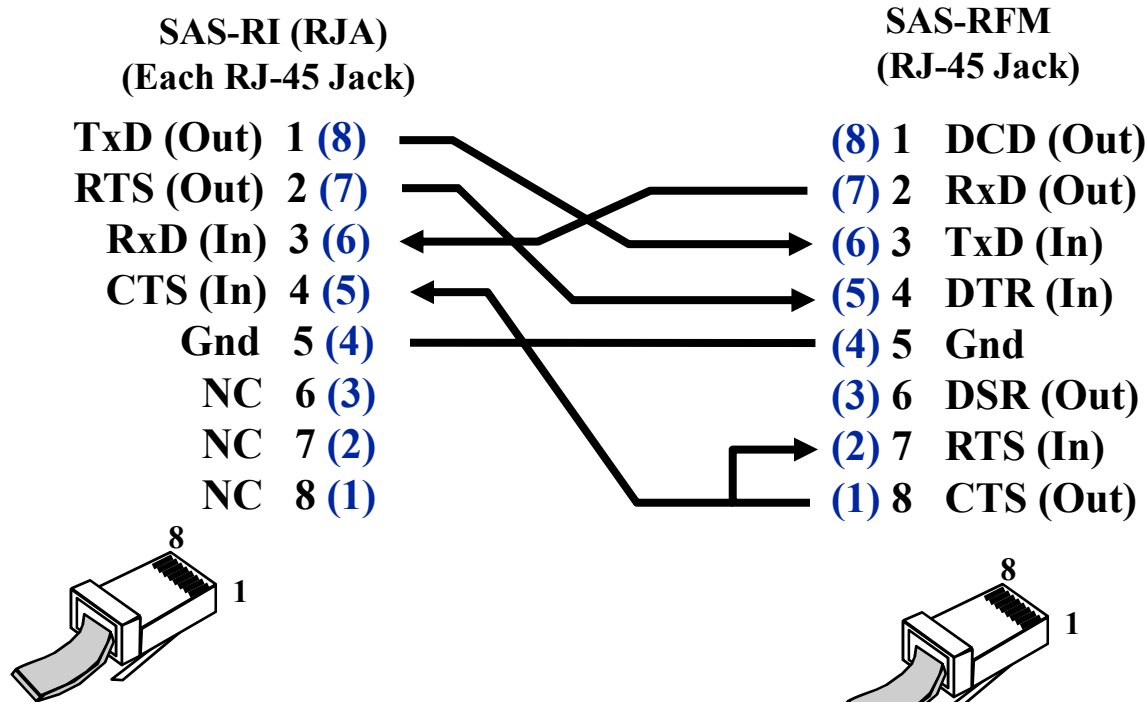 SAS-RI (RJA)
(Each RJ-45 Jack)
TxD (Out) 1 (8)
RTS (Out) 2 (7)
RxD (In) 3 (6)
CTS (In) 4 (5)
Gnd 5 (4)
NC 6 (3)
NC 7 (2)
NC 8 (1)
8
1
SAS-RFM
(RJ-45 Jack)
(8) 1 DCD (Out)
(7) 2 RxD (Out)
(6) 3 TxD (In)
(5) 4 DTR (In)
(4) 5 Gnd
(3) 6 DSR (Out)
(2) 7 RTS (In)
(1) 8 CTS (Out)
8
1